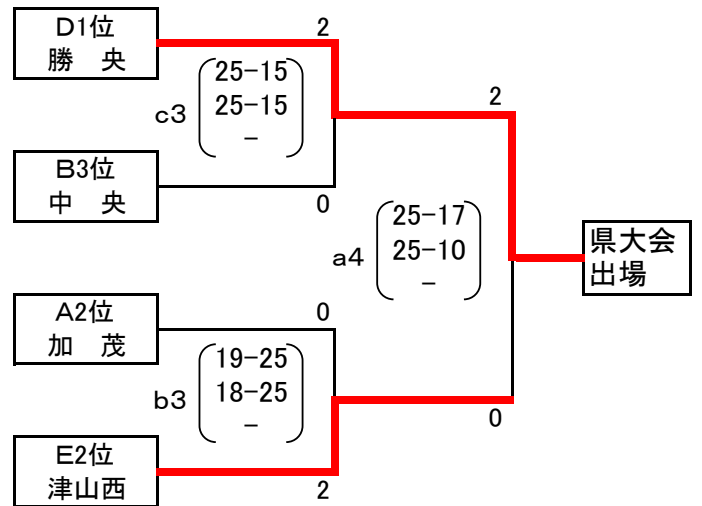 D1位
勝　央
2
c3
25-15
25-15
-
B3位
中　央
0
2
a4
25-17
25-10
-
県大会
出場
A2位
加　茂
0
b3
19-25
18-25
-
E2位
津山西
2
0